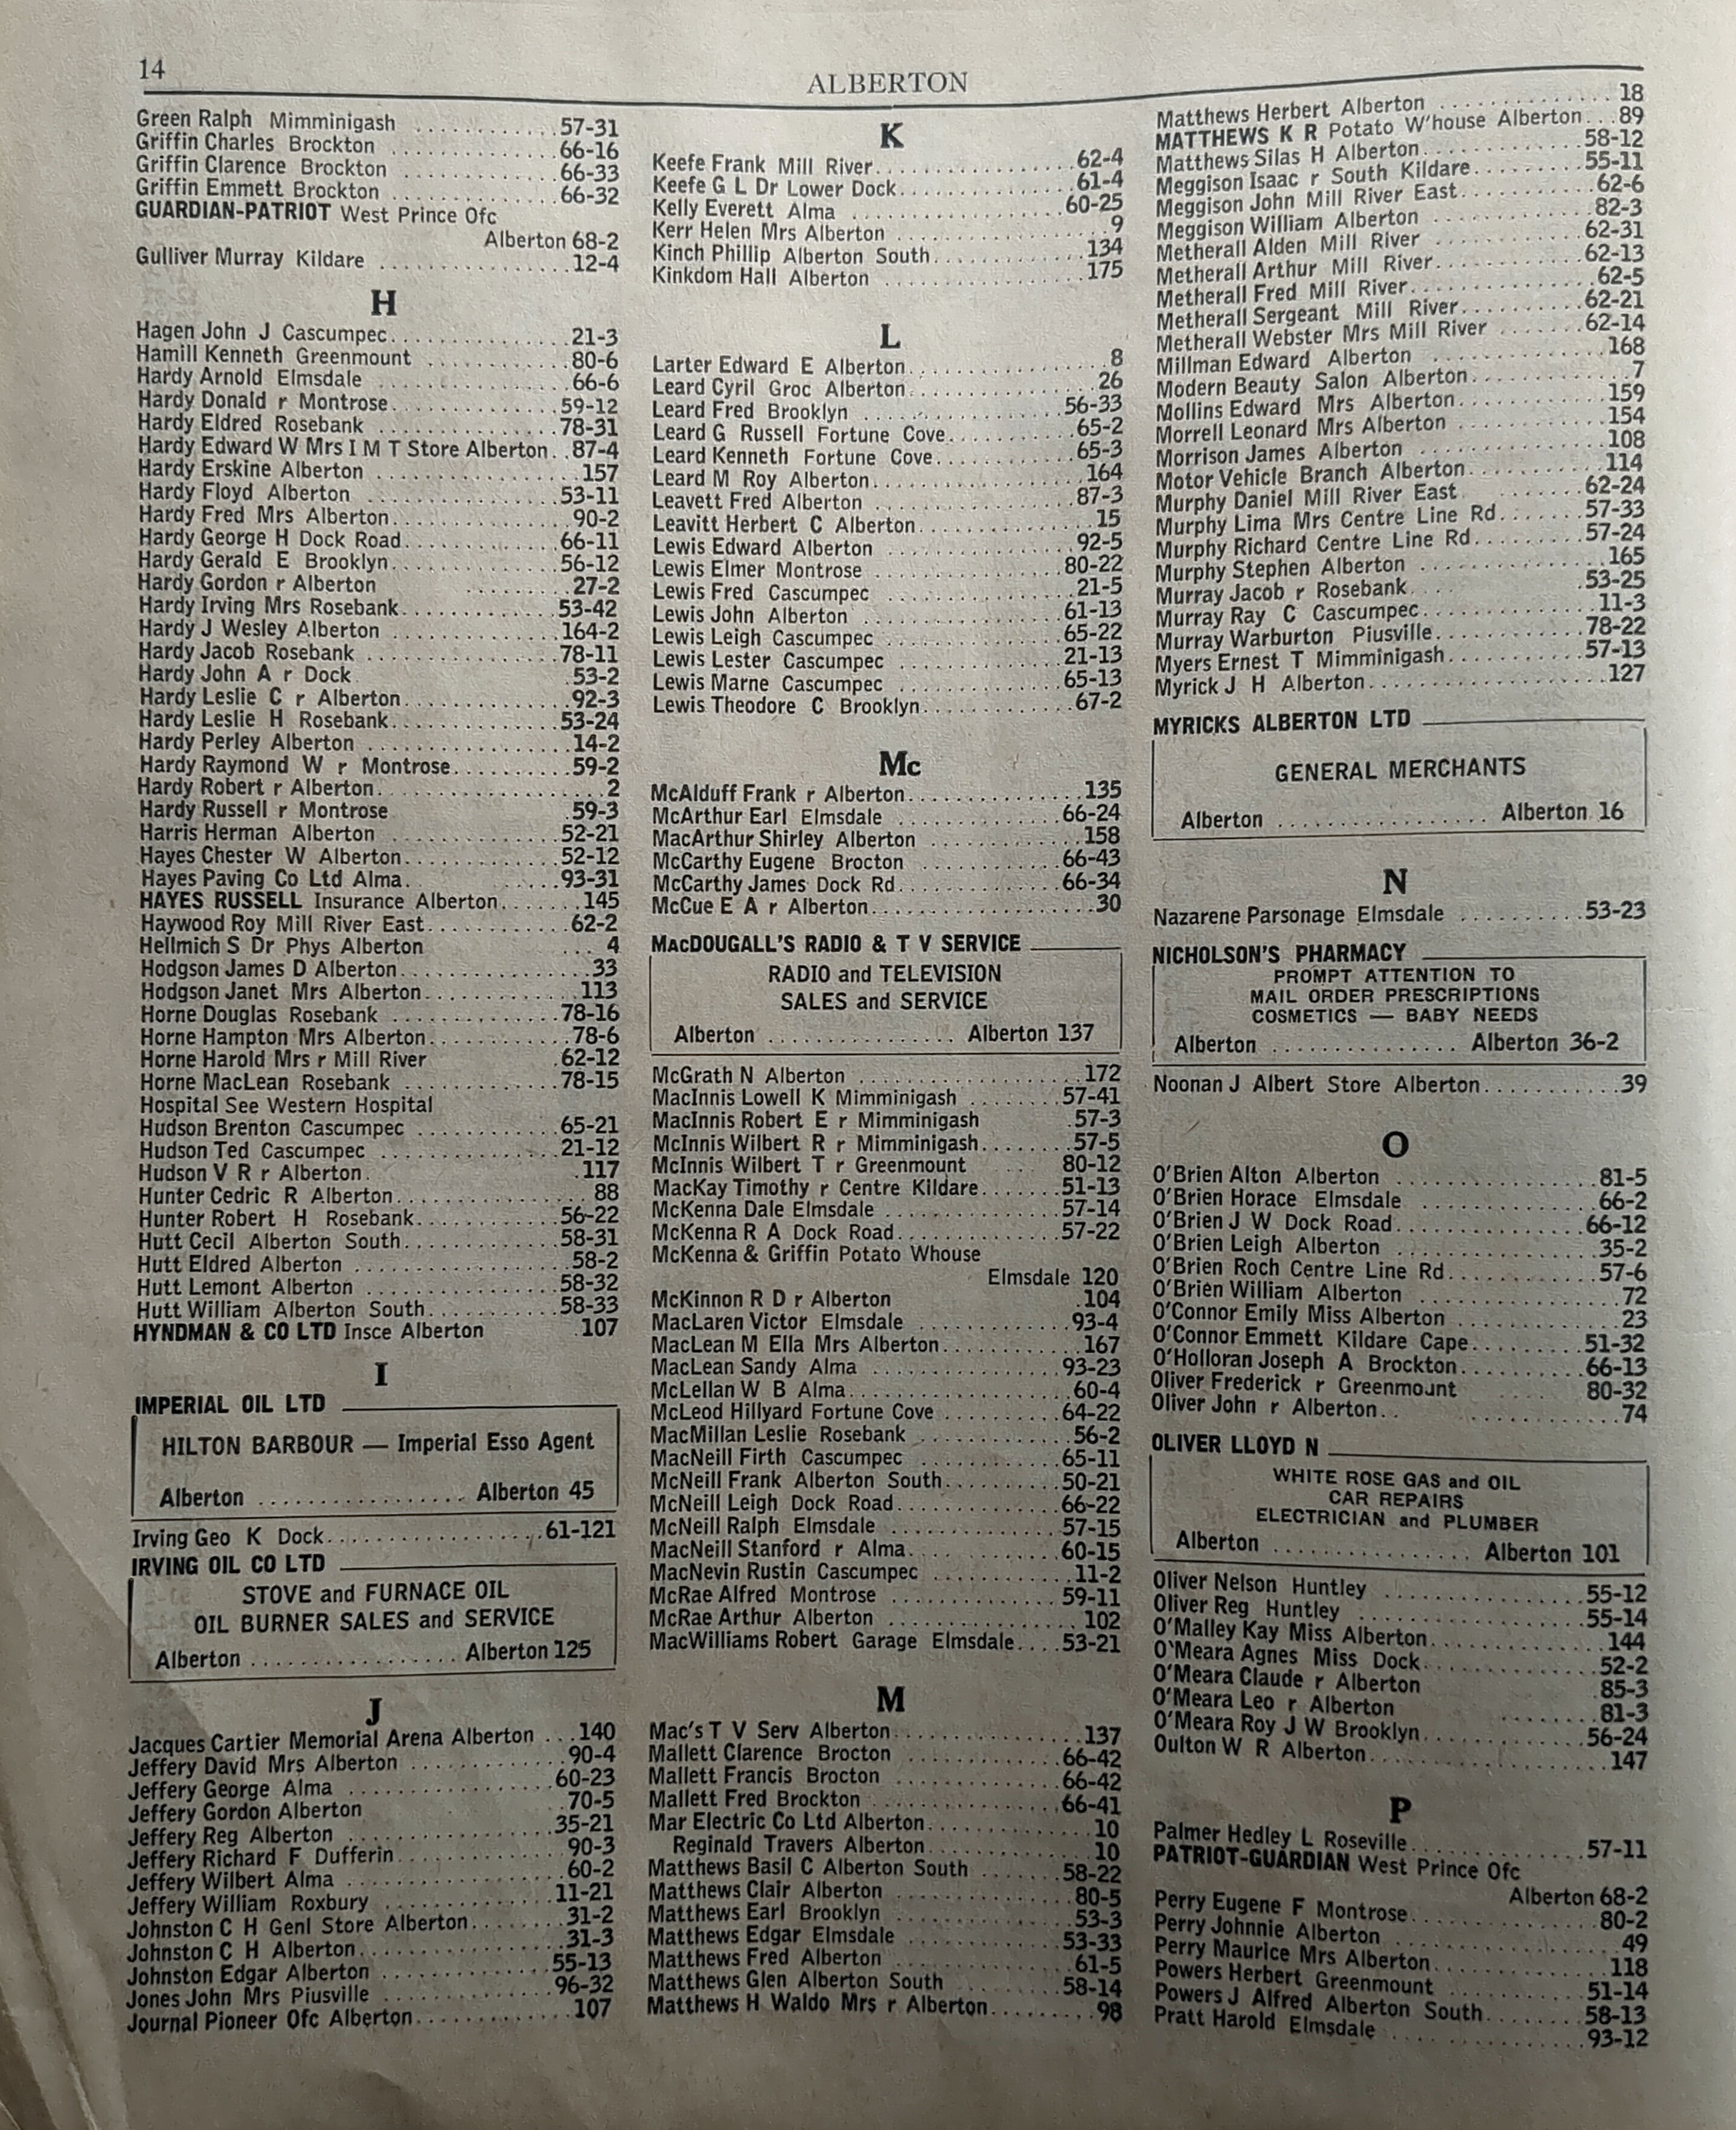 14
ALBERTON
Green Ralph Mimminigash ........... 57-31
Griffin Charles Brockton ............. 66-16
Griffin Clarence Brockton ............ 66-33
Griffin Emmett Brockton ............. 66-32
GUARDIAN-PATRIOT West Prince Ofc
Alberton 68-2
Gulliver Murray Kildare ............... 12-4
H
Hagen John J Cascumpec............. 21-3
Hamill Kenneth Greenmount .......... 80-6
Hardy Arnold Elmsdale .............. 66-6
Hardy Donald r Montrose............. 59-12
Hardy Eldred Rosebank .............. 78-31
Hardy Edward W Mrs I M T Store Alberton.. 87-4
Hardy Erskine Alberton ............... 157
Hardy Floyd Alberton ............... 53-11
Hardy Fred Mrs Alberton............. 90-2
Hardy George H Dock Road........... 66-11
Hardy Gerald E Brooklyn............. 56-12
Hardy Gordon r Alberton ........ 27-2
Hardy Irving Mrs Rosebank........... 53-42
Hardy J Wesley Alberton ............ 164-2
Hardy Jacob Rosebank .............. 78-11
Hardy John A r Dock 53-2
Hardy Leslie C r Alberton............ 92-3
Hardy Leslie H Rosebank............ 53-24
Hardy Perley Alberton .............. 14-2
Hardy Raymond W r Montrose........ 59-2
Hardy Robert r Alberton............... 2
Hardy Russell r Montrose 59-3
Harris Herman Alberton ............ 52-21
Hayes Chester W Alberton........... 52-12
Hayes Paving Co Ltd Alma. ...... 93-31
HAYES RUSSELL Insurance Alberton....... 145
Haywood Roy Mill River East.......... 62-2
Hellmich S Dr Phys Alberton .... 4
Hodgson James D Alberton............. 33
Hodgson Janet Mrs Alberton........... 113
Horne Douglas Rosebank ............ 78-16
Horne Hampton Mrs Alberton.......... 78-6
Horne Harold Mrs r Mill River 62-12
Horne MacLean Rosebank ........... 78-15
Hospital See Western Hospital
Hudson Brenton Cascumpec .......... 65-21
Hudson Ted Cascumpec ............. 21-12
Hudson V R r Alberton. 117
Hunter Cedric R Alberton............. 88
Hunter Robert H Rosebank.......... 56-22
Hutt Cecil Alberton South........... 58-31
Hutt Eldred Alberton ............... 58-2
Hutt Lemont Alberton .............. 58-32
Hutt William Alberton South......... 58-33
HYNDMAN & CO LTD Insce Alberton 107
I
IMPERIAL OIL LTD
HILTON BARBOUR — Imperial Esso Agent
Alberton ................. Alberton 45
Irving Geo K Dock................. 61-121
IRVING OIL CO LTD
STOVE and FURNACE OIL
OIL BURNER SALES and SERVICE
Alberton ................. Alberton 125
J
Jacques Cartier Memorial Arena Alberton ... 140
Jeffery David Mrs Alberton ........... 90-4
Jeffery George Alma ............... 60-23
Jeffery Gordon Alberton 70-5
Jeffery Reg Alberton .............. 35-21
Jeffery Richard F Dufferin........... 90-3
Jeffery Wilbert Alma .............. 60-2
Jeffery William Roxbury ............ 11-21
Johnston C H Genl Store Alberton....... 31-2
Johnston C H Alberton.............. 31-3
Johnston Edgar Alberton ............ 55-13
Jones John Mrs Piusville ............ 96-32
Journal Pioneer Ofc Alberton........... 107
K
Keefe Frank Mill River............... 62-4
Keefe G L Dr Lower Dock............. 61-4
Kelly Everett Alma ................ 60-25
Kerr Helen Mrs Alberton ............... 9
Kinch Phillip Alberton South........... 134
Kinkdom Hall Alberton ............... 175
L
Larter Edward E Alberton.............. 8
Leard Cyril Groc Alberton............. 26
Leard Fred Brooklyn ............... 56-33
Leard G Russell Fortune Cove......... 65-2
Leard Kenneth Fortune Cove.......... 65-3
Leard M Roy Alberton............... 164
Leavett Fred Alberton .............. 87-3
Leavitt Herbert C Alberton............ 15
Lewis Edward Alberton ............. 92-5
Lewis Elmer Montrose ............. 80-22
Lewis Fred Cascumpec ............. 21-5
Lewis John Alberton .............. 61-13
Lewis Leigh Cascumpec ............ 65-22
Lewis Lester Cascumpec ........... 21-13
Lewis Marne Cascumpec ........... 65-13
Lewis Theodore C Brooklyn.......... 67-2
Mc
McAlduff Frank r Alberton............. 135
McArthur Earl Elmsdale ............ 66-24
MacArthur Shirley Alberton ........... 158
McCarthy Eugene Brocton ........... 66-43
McCarthy James Dock Rd............ 66-34
McCue E A r Alberton................ 30
MacDOUGALL'S RADIO & T V SERVICE
RADIO and TELEVISION
SALES and SERVICE
Alberton ............... Alberton 137
McGrath N Alberton ................ 172
MacInnis Lowell K Mimminigash ....... 57-41
MacInnis Robert E r Mimminigash 57-3
McInnis Wilbert R r Mimminigash...... 57-5
McInnis Wilbert T r Greenmount ... 80-12
MacKay Timothy r Centre Kildare...... 51-13
McKenna Dale Elmsdale ............. 57-14
McKenna R A Dock Road............. 57-22
McKenna & Griffin Potato Whouse
Elmsdale 120
McKinnon R D r Alberton 104
MacLaren Victor Elmsdale ........... 93-4
MacLean M Ella Mrs Alberton.......... 167
MacLean Sandy Alma .............. 93-23
McLellan W B Alma................. 60-4
McLeod Hillyard Fortune Cove ........ 64-22
MacMillan Leslie Rosebank .......... 56-2
MacNeill Firth Cascumpec ........... 65-11
McNeill Frank Alberton South........ 50-21
McNeill Leigh Dock Road............ 66-22
McNeill Ralph Elmsdale ............ 57-15
MacNeill Stanford r Alma........... 60-15
MacNevin Rustin Cascumpec ......... 11-2
McRae Alfred Montrose ............. 59-11
McRae Arthur Alberton .............. 102
MacWilliams Robert Garage Elmsdale.... 53-21
M
Mac's T V Serv Alberton.............. 137
Mallett Clarence Brocton ............ 66-42
Mallett Francis Brocton ............. 66-42
Mallett Fred Brockton ............... 66-41
Mar Electric Co Ltd Alberton........... 10
Reginald Travers Alberton............ 10
Matthews Basil C Alberton South ...... 58-22
Matthews Clair Alberton ............ 80-5
Matthews Earl Brooklyn ............ 53-3
Matthews Edgar Elmsdale ........... 53-33
Matthews Fred Alberton ............ 61-5
Matthews Glen Alberton South ........ 58-14
Matthews H Waldo Mrs r Alberton........ 98
Matthews Herbert Alberton ............ 18
MATTHEWS K R Potato W'house Alberton... 89
Matthews Silas H Alberton............ 58-12
Meggison Isaac r South Kildare........ 55-11
Meggison John Mill River East......... 62-6
Meggison William Alberton ........... 82-3
Metherall Alden Mill River .......... 62-31
Metherall Arthur Mill River.......... 62-13
Metherall Fred Mill River............ 62-5
Metherall Sergeant Mill River......... 62-21
Metherall Webster Mrs Mill River ...... 62-14
Millman Edward Alberton ............ 168
Modern Beauty Salon Alberton........... 7
Mollins Edward Mrs Alberton........... 159
Morrell Leonard Mrs Alberton .......... 154
Morrison James Alberton ............. 108
Motor Vehicle Branch Alberton.......... 114
Murphy Daniel Mill River East ....... 62-24
Murphy Lima Mrs Centre Line Rd....... 57-33
Murphy Richard Centre Line Rd........ 57-24
Murphy Stephen Alberton ............ 165
Murray Jacob r Rosebank.... 53-25
Murray Ray C Cascumpec............ 11-3
Murray Warburton Piusville.......... 78-22
Myers Ernest T Mimminigash.......... 57-13
Myrick J H Alberton................. 127
MYRICKS ALBERTON LTD
GENERAL MERCHANTS
Alberton ................. Alberton 16
N
Nazarene Parsonage Elmsdale ......... 53-23
NICHOLSON'S PHARMACY
PROMPT ATTENTION TO
MAIL ORDER PRESCRIPTIONS
COSMETICS — BABY NEEDS
Alberton ............... Alberton 36-2
Noonan J Albert Store Alberton.......... 39
O
O'Brien Alton Alberton .............. 81-5
O'Brien Horace Elmsdale ............ 66-2
O'Brien J W Dock Road.............. 66-12
O'Brien Leigh Alberton .............. 35-2
O'Brien Roch Centre Line Rd.......... 57-6
O'Brien William Alberton ............. 72
O'Connor Emily Miss Alberton .......... 23
O'Connor Emmett Kildare Cape........ 51-32
O'Holloran Joseph A Brockton......... 66-13
Oliver Frederick r Greenmount 80-32
Oliver John r Alberton.. ............ 74
OLIVER LLOYD N
WHITE ROSE GAS and OIL
CAR REPAIRS
ELECTRICIAN and PLUMBER
Alberton ................ Alberton 101
Oliver Nelson Huntley .............. 55-12
Oliver Reg Huntley ................ 55-14
O'Malley Kay Miss Alberton............ 144
O'Meara Agnes Miss Dock............. 52-2
O'Meara Claude r Alberton 85-3
O'Meara Leo r Alberton ....... 81-3
O'Meara Roy J W Brooklyn............ 56-24
Oulton W R Alberton................. 147
P
Palmer Hedley L Roseville............. 57-11
PATRIOT-GUARDIAN West Prince Ofc
Alberton 68-2
Perry Eugene F Montrose............. 80-2
Perry Johnnie Alberton ............... 49
Perry Maurice Mrs Alberton............ 118
Powers Herbert Greenmount .......... 51-14
Powers J Alfred Alberton South........ 58-13
Pratt Harold Elmsdale .............. 93-12